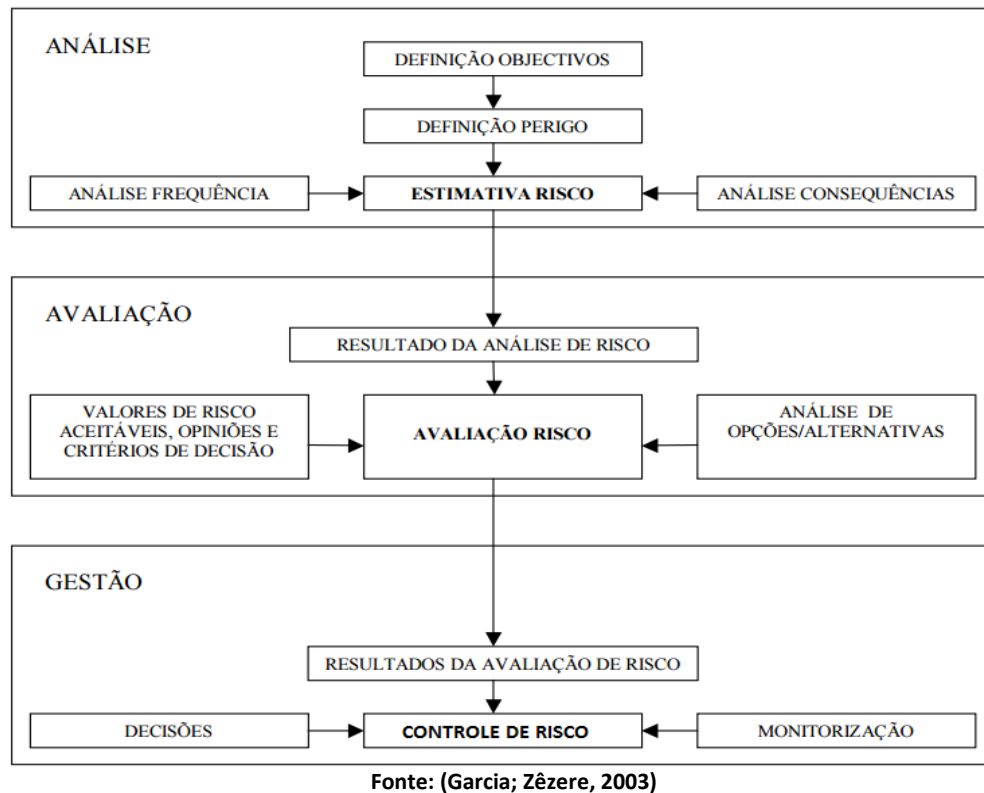 ANÁLISE
DEFINIÇÃO OBJECTIVOS
DEFINIÇÃO PERIGO
ANÁLISE FREQUÊNCIA
ESTIMATIVA RISCO
ANÁLISE CONSEQUÊNCIAS
AVALIAÇÃO
RESULTADO DA ANÁLISE DE RISCO
VALORES DE RISCO
ACEITÁVEIS, OPINIÕES E
CRITÉRIOS DE DECISÃO
AVALIAÇÃO RISCO
ANÁLISE DE
OPÇÕES/ALTERNATIVAS
GESTÃO
RESULTADOS DA AVALIAÇÃO DE RISCO
DECISÕES
CONTROLE DE RISCO
MONITORIZAÇÃO
Fonte: (Garcia; Zêzere, 2003)